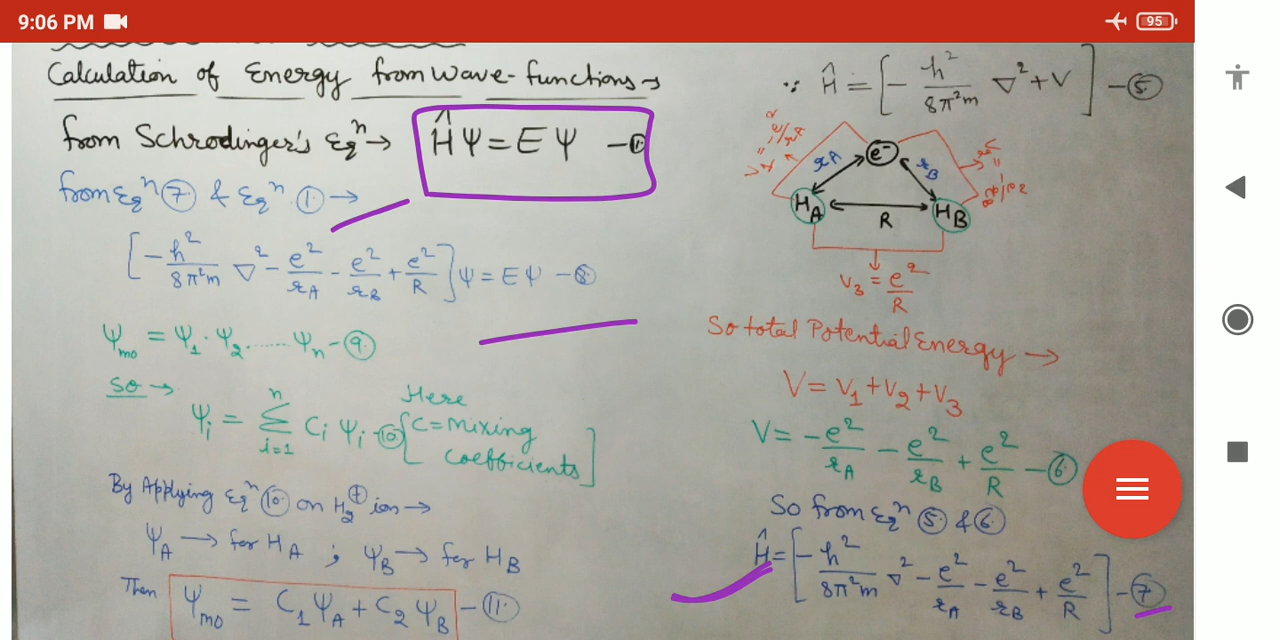 9:06 PM
95
Calculation of Energy from wave-functions→
from Schrodinger's Eqⁿ→ ĤΨ=EΨ -①
from Eqⁿ ⑦ & Eqⁿ ① →
[-h²/8π²m ∇² - e²/rA - e²/rB + e²/R]Ψ=EΨ -⑧
Ψmo = Ψ₁·Ψ₂......Ψn -⑨
so → Ψi = Σ(i=1 to n) Ci Ψi -⑩ [Here
C=Mixing
coefficients]
By Applying Eqⁿ ⑩ on H₂⁺ ion→
ΨA → for HA ; ΨB → for HB
Then Ψmo = C₁ΨA + C₂ΨB -⑪
∵ Ĥ = [-h²/8π²m ∇² + V] -⑤
e⁻
rA
rB
HA
HB
R
V₃ = e²/R
So total Potential Energy →
V = V₁+V₂+V₃
V = -e²/rA - e²/rB + e²/R -⑥
So from Eqⁿ ⑤ & ⑥
Ĥ = [-h²/8π²m ∇² - e²/rA - e²/rB + e²/R] -⑦